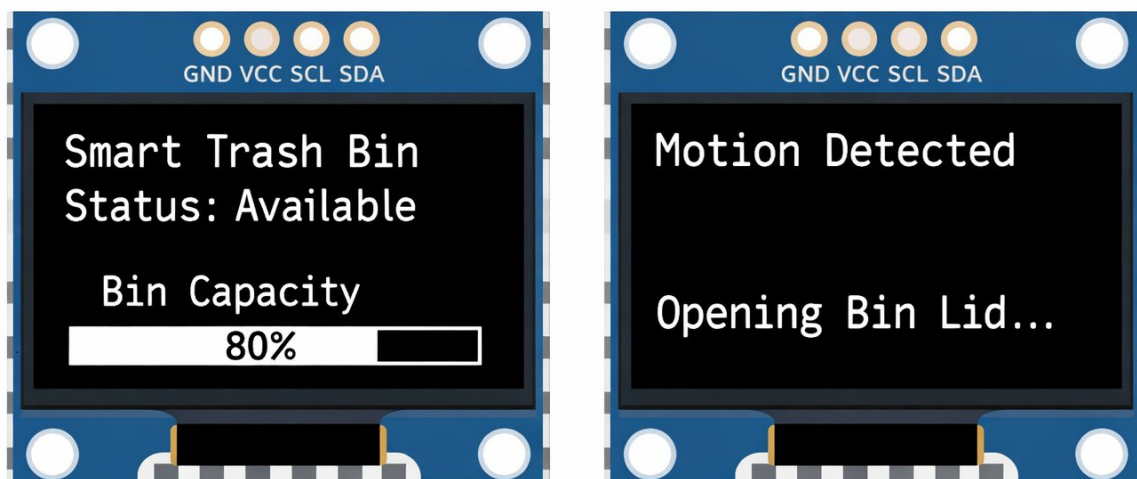 GND VCC SCL SDA
Smart Trash Bin
Status: Available
Bin Capacity
80%
GND VCC SCL SDA
Motion Detected
Opening Bin Lid...